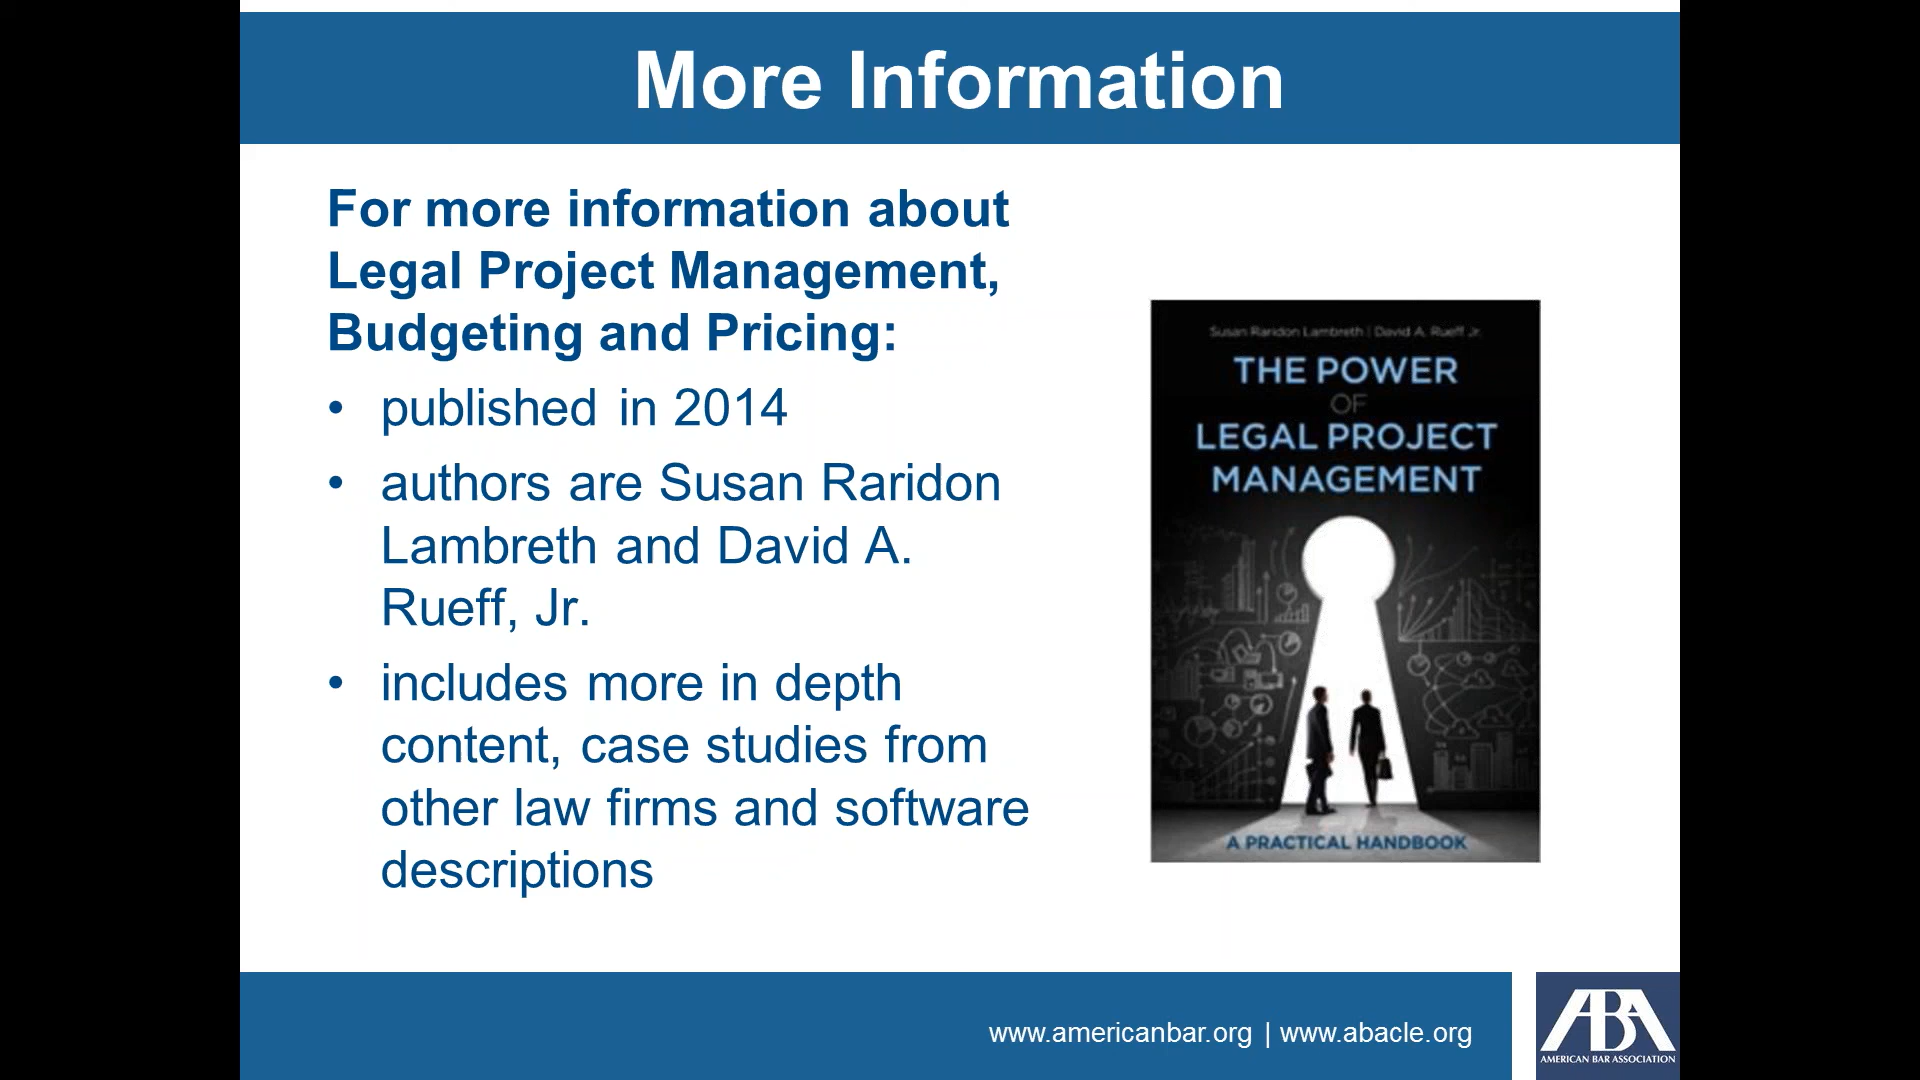 More Information
For more information about
Legal Project Management,
Budgeting and Pricing:
• published in 2014
• authors are Susan Raridon
Lambreth and David A.
Rueff, Jr.
• includes more in depth
content, case studies from
other law firms and software
descriptions
Susan Raridon Lambreth | David A. Rueff Jr.
THE POWER
OF
LEGAL PROJECT
MANAGEMENT
A PRACTICAL HANDBOOK
www.americanbar.org | www.abacle.org
ABA
AMERICAN BAR ASSOCIATION